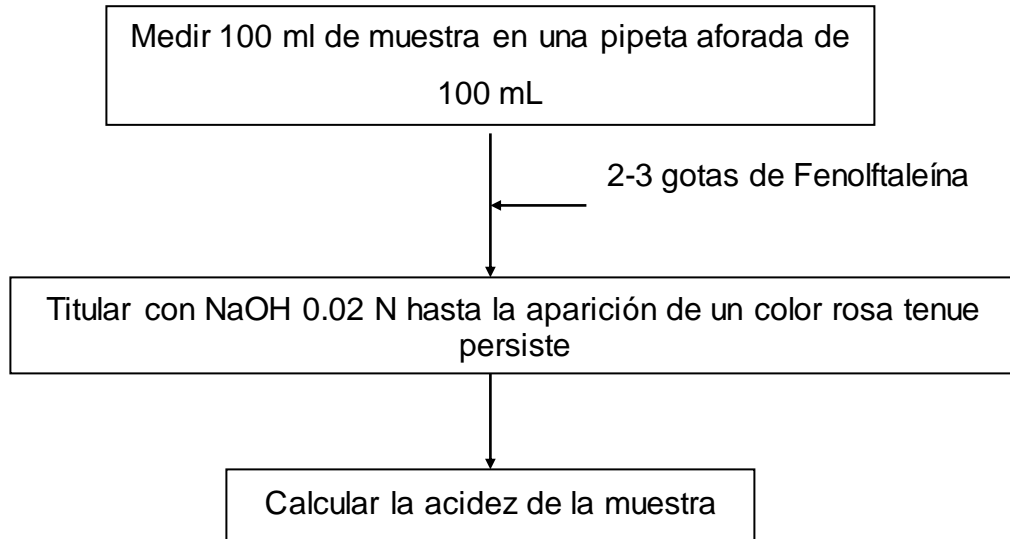 Medir 100 ml de muestra en una pipeta aforada de
100 mL
2-3 gotas de Fenolftaleína
Titular con NaOH 0.02 N hasta la aparición de un color rosa tenue
persiste
Calcular la acidez de la muestra